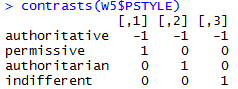 > contrasts(W5$PSTYLE)
[,1] [,2] [,3]
authoritative -1 -1 -1
permissive 1 0 0
authoritarian 0 1 0
indifferent 0 0 1